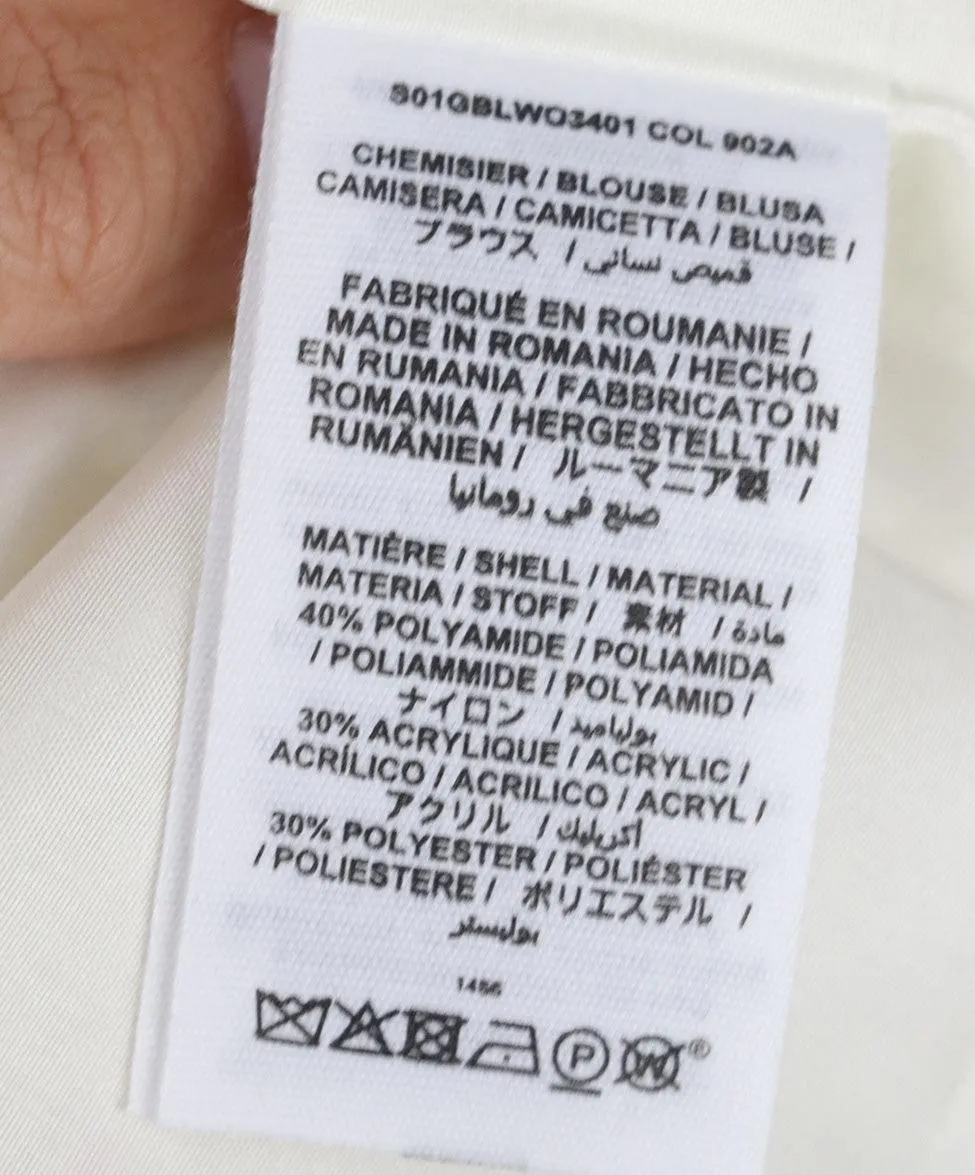 S01GBLWO3401 COL 902A
CHEMISIER / BLOUSE / BLUSA
CAMISERA / CAMICETTA / BLUSE /
ブラウス / قميص نسائي
FABRIQUÉ EN ROUMANIE /
MADE IN ROMANIA / HECHO
EN RUMANIA / FABBRICATO IN
ROMANIA / HERGESTELLT IN
RUMÄNIEN / ルーマニア製 /
صنع في رومانيا
MATIÈRE / SHELL / MATERIAL /
MATERIA / STOFF / 素材 / مادة
40% POLYAMIDE / POLIAMIDA
/ POLIAMMIDE / POLYAMID /
ナイロン / بولياميد
30% ACRYLIQUE / ACRYLIC /
ACRÍLICO / ACRILICO / ACRYL /
アクリル / أكريليك
30% POLYESTER / POLIÉSTER
/ POLIESTERE / ポリエステル /
بوليستر
1486
P W ®